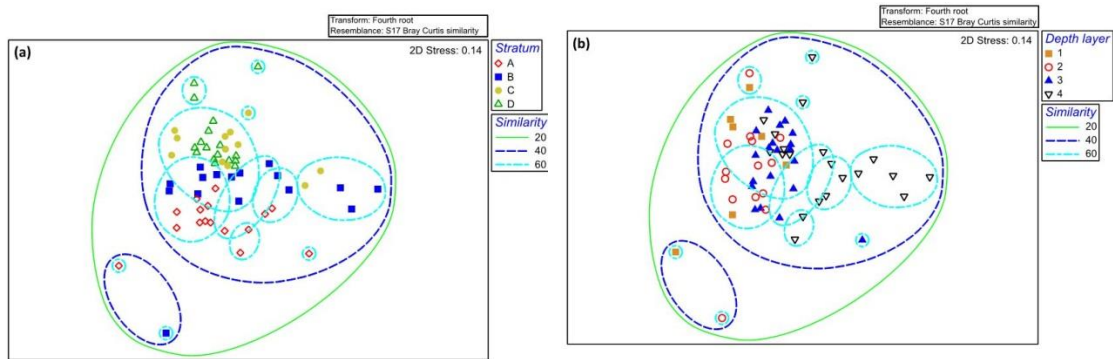 Transform: Fourth root
Resemblance: S17 Bray Curtis similarity
(a)
2D Stress: 0.14
Stratum
A
B
C
D
Similarity
20
40
60
Transform: Fourth root
Resemblance: S17 Bray Curtis similarity
(b)
2D Stress: 0.14
Depth layer
1
2
3
4
Similarity
20
40
60